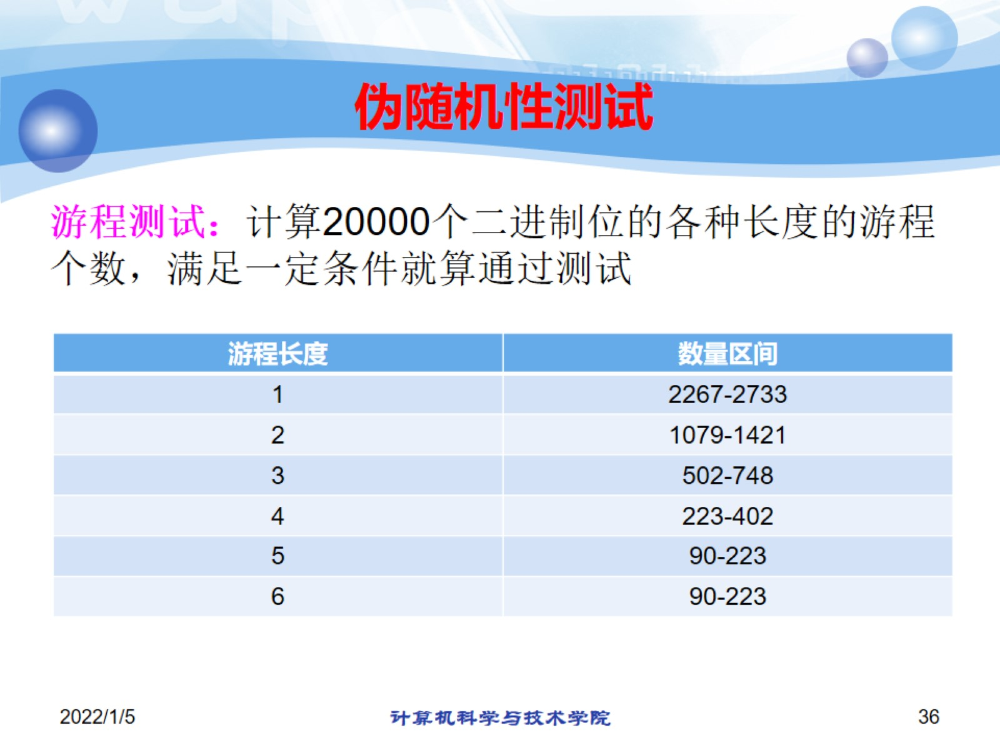 伪随机性测试
游程测试：计算20000个二进制位的各种长度的游程
个数，满足一定条件就算通过测试
游程长度 数量区间
1 2267-2733
2 1079-1421
3 502-748
4 223-402
5 90-223
6 90-223
2022/1/5 计算机科学与技术学院 36